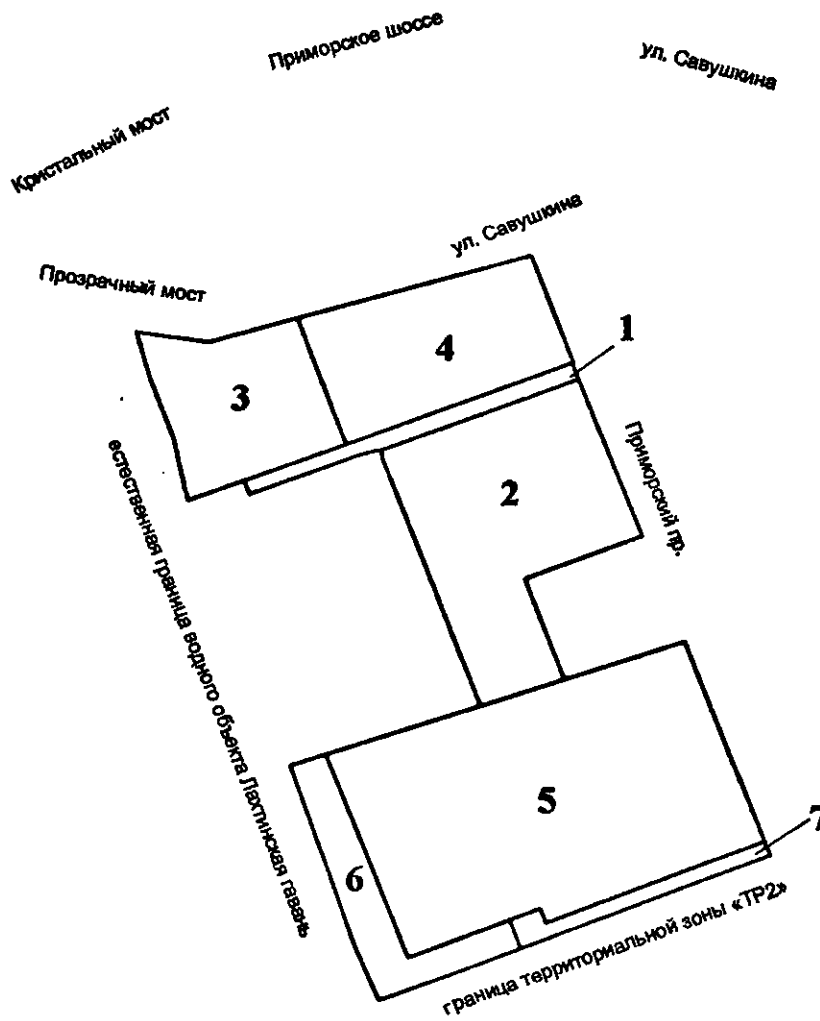 Приморское шоссе
ул. Савушкина
Кристальный мост
ул. Савушкина
Прозрачный мост
1
4
3
естественная граница водного объекта Лахтинская гавань
Приморский пр.
2
5
7
6
граница территориальной зоны «ТР2»